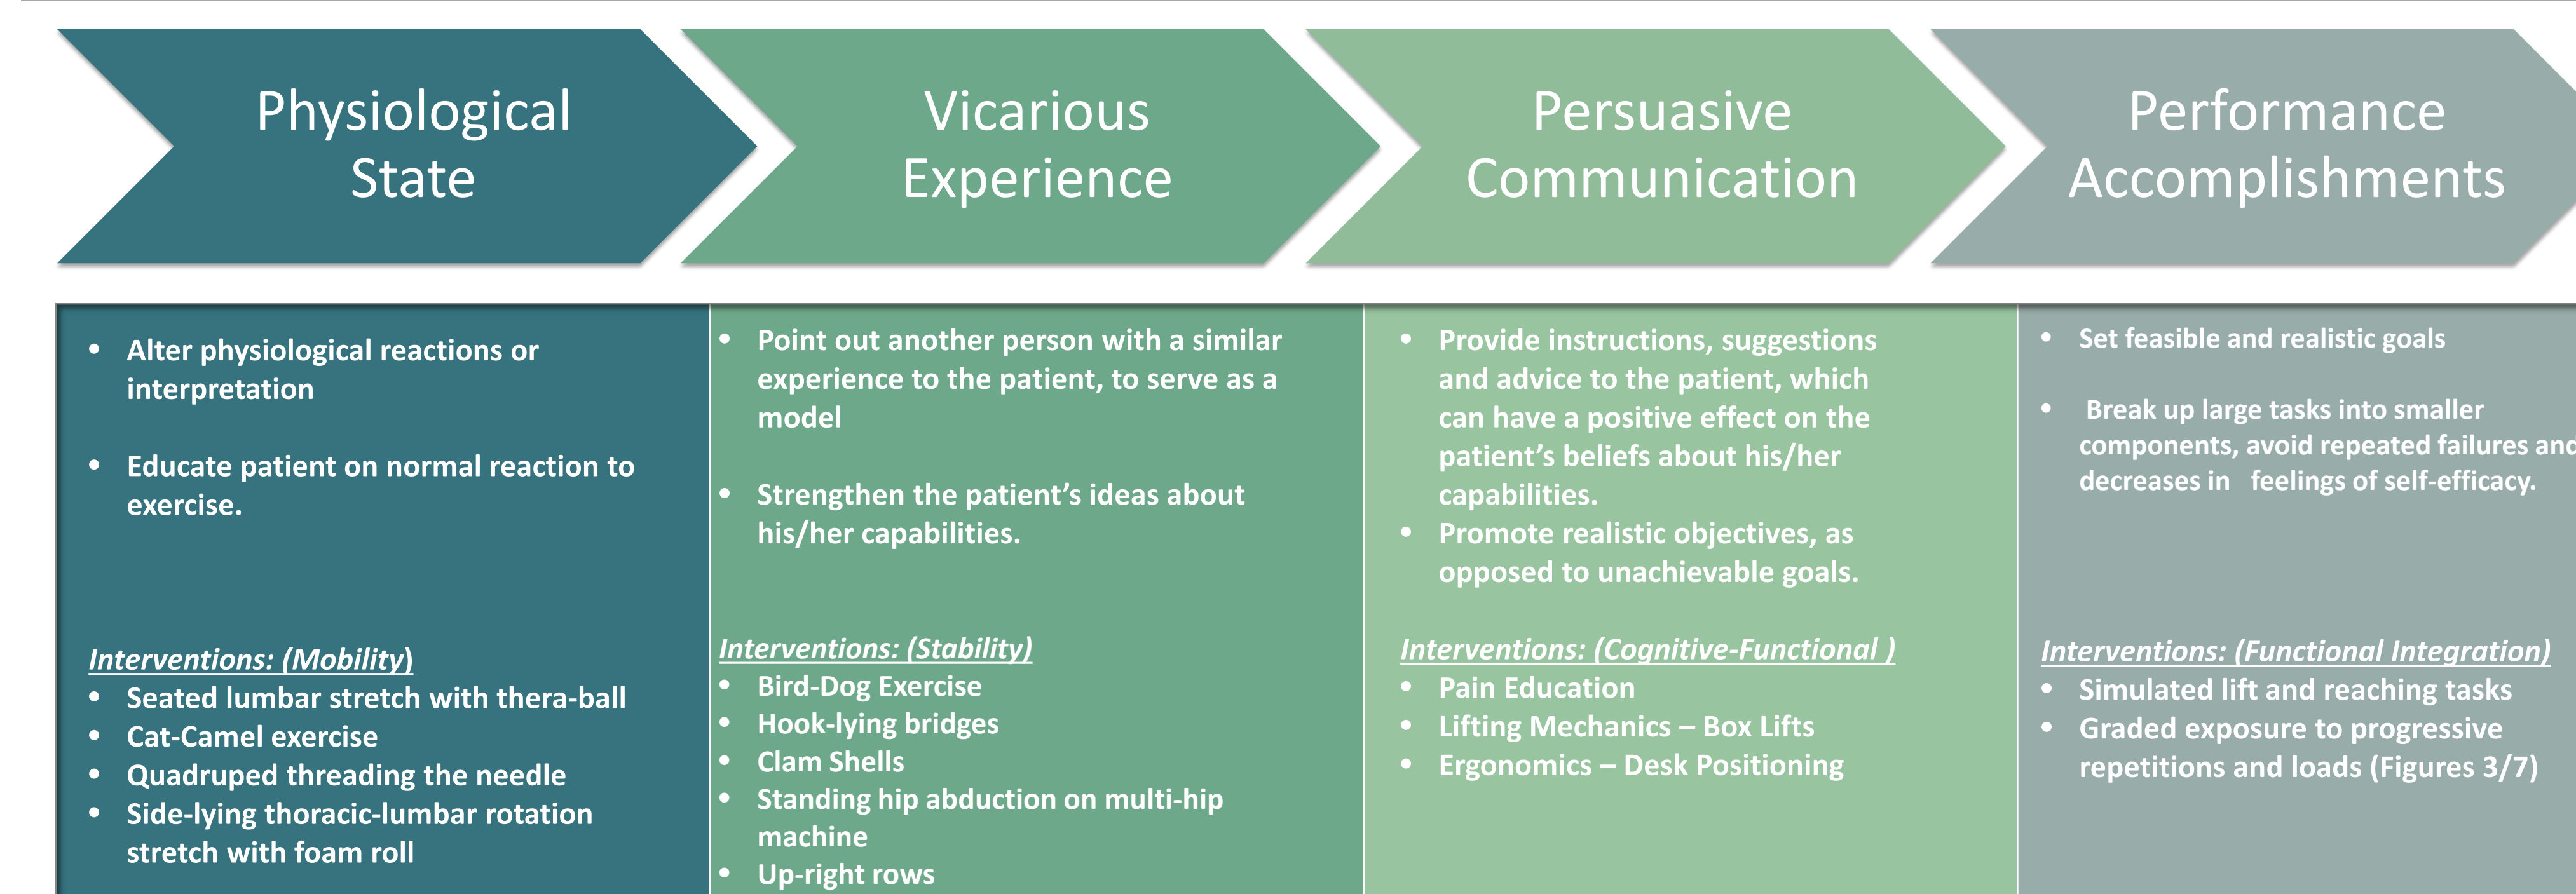 Physiological
State
Vicarious
Experience
Persuasive
Communication
Performance
Accomplishments
• Alter physiological reactions or
interpretation
• Educate patient on normal reaction to
exercise.
Interventions: (Mobility)
• Seated lumbar stretch with thera-ball
• Cat-Camel exercise
• Quadruped threading the needle
• Side-lying thoracic-lumbar rotation
stretch with foam roll
• Point out another person with a similar
experience to the patient, to serve as a
model
• Strengthen the patient’s ideas about
his/her capabilities.
Interventions: (Stability)
• Bird-Dog Exercise
• Hook-lying bridges
• Clam Shells
• Standing hip abduction on multi-hip
machine
• Up-right rows
• Provide instructions, suggestions
and advice to the patient, which
can have a positive effect on the
patient’s beliefs about his/her
capabilities.
• Promote realistic objectives, as
opposed to unachievable goals.
Interventions: (Cognitive-Functional )
• Pain Education
• Lifting Mechanics – Box Lifts
• Ergonomics – Desk Positioning
• Set feasible and realistic goals
• Break up large tasks into smaller
components, avoid repeated failures and
decreases in feelings of self-efficacy.
Interventions: (Functional Integration)
• Simulated lift and reaching tasks
• Graded exposure to progressive
repetitions and loads (Figures 3/7)